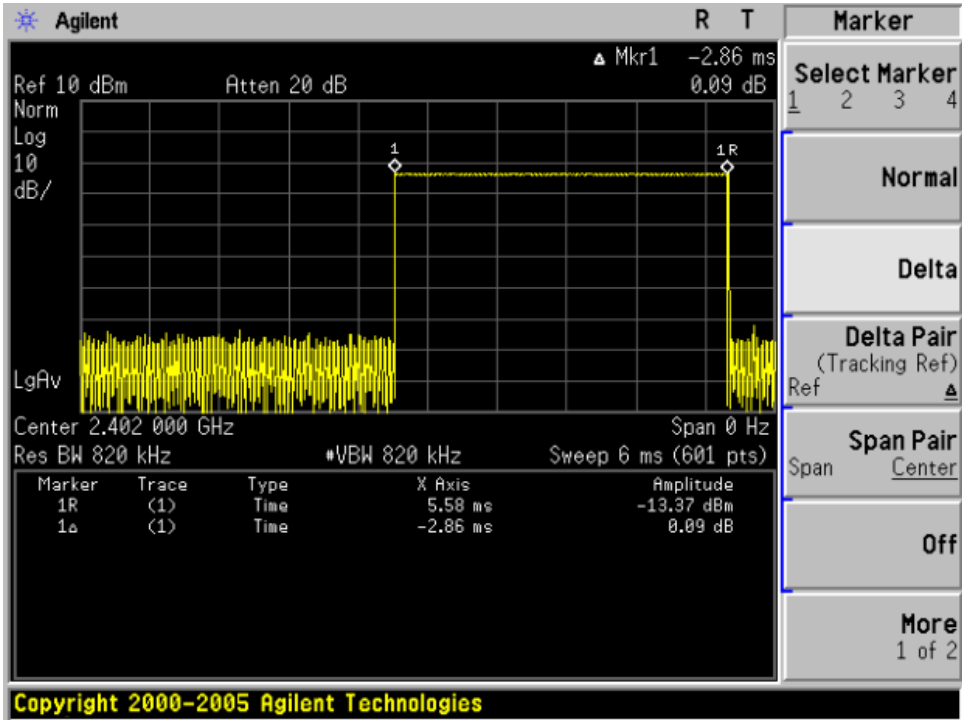 Agilent R T
Marker
▵ Mkr1 -2.86 ms
Ref 10 dBm Atten 20 dB 0.09 dB
Norm
Log
10
dB/
1
1R
LgAv
Center 2.402 000 GHz Span 0 Hz
Res BW 820 kHz #VBW 820 kHz Sweep 6 ms (601 pts)
Marker Trace Type X Axis Amplitude
1R (1) Time 5.58 ms -13.37 dBm
1▵ (1) Time -2.86 ms 0.09 dB
Select Marker
1 2 3 4
Normal
Delta
Delta Pair
(Tracking Ref)
Ref ▵
Span Pair
Span Center
Off
More
1 of 2
Copyright 2000-2005 Agilent Technologies